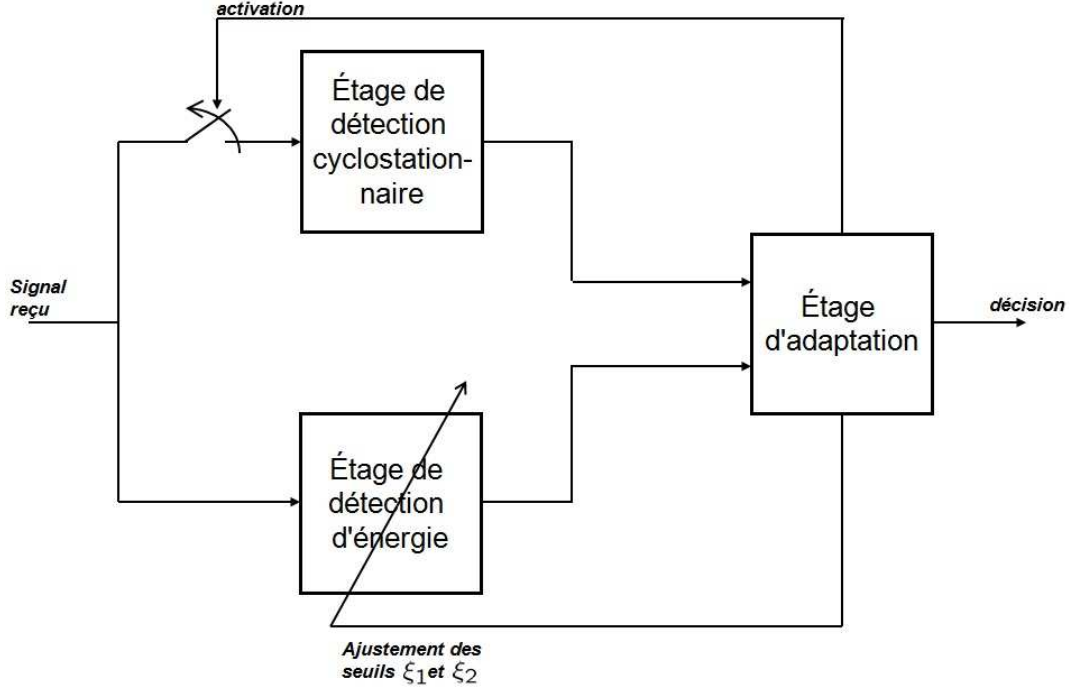 activation
Étage de
détection
cyclostation-
naire
Signal
reçu
Étage
d'adaptation
décision
Étage de
détection
d'énergie
Ajustement des
seuils ξ1 et ξ2